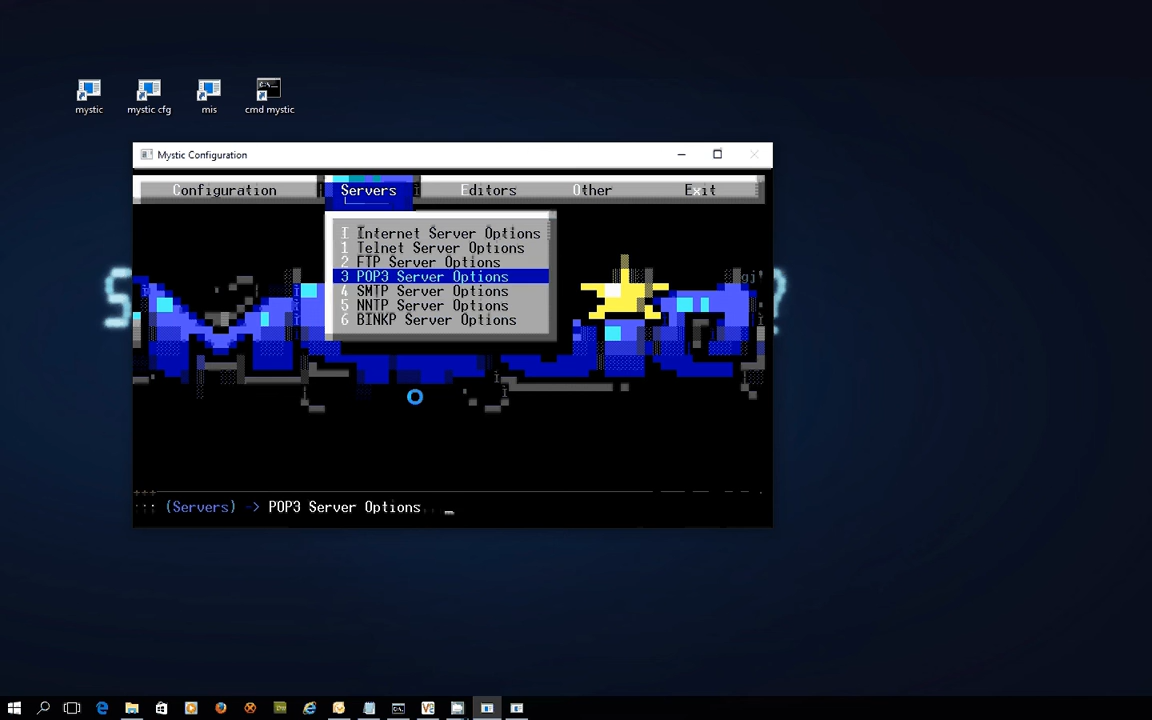 mystic
mystic cfg
mis
cmd mystic
Mystic Configuration
Configuration
Servers
Editors
Other
Exit
I Internet Server Options
1 Telnet Server Options
2 FTP Server Options
3 POP3 Server Options
4 SMTP Server Options
5 NNTP Server Options
6 BINKP Server Options
gj
S
?
(Servers) -> POP3 Server Options